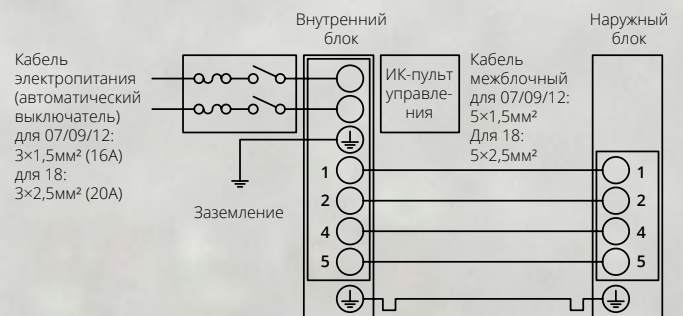 Внутренний
блок
Наружный
блок
Кабель
электропитания
(автоматический
выключатель)
для 07/09/12:
3×1,5мм² (16А)
для 18:
3×2,5мм² (20А)
Заземление
ИК-пульт
управле-
ния
Кабель
межблочный
для 07/09/12:
5×1,5мм²
Для 18:
5×2,5мм²
1
2
4
5
1
2
4
5